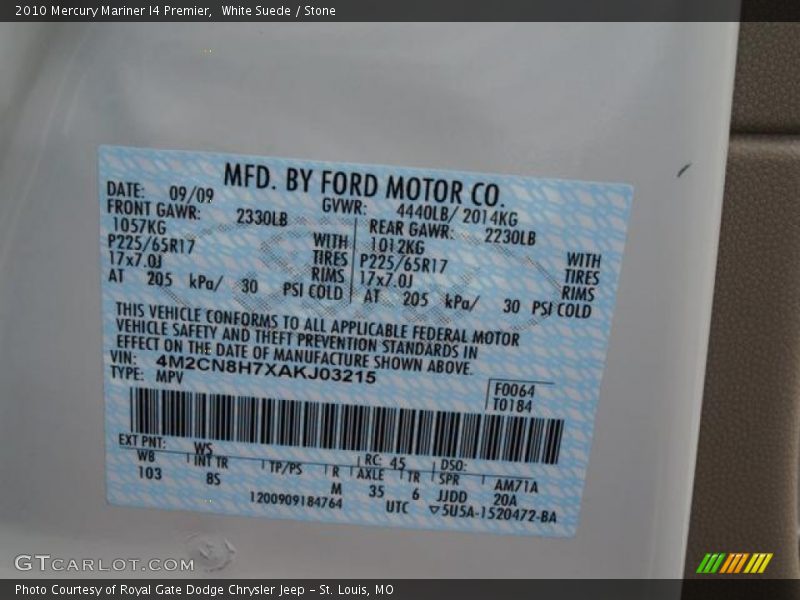 2010 Mercury Mariner I4 Premier,  White Suede / Stone
MFD. BY FORD MOTOR CO.
DATE: 09/09 GVWR: 4440LB/ 2014KG
FRONT GAWR: 2330LB REAR GAWR: 2230LB
1057KG WITH 1012KG WITH
P225/65R17 TIRES P225/65R17 TIRES
17x7.0J RIMS 17x7.0J RIMS
AT 205 kPa/ 30 PSI COLD AT 205 kPa/ 30 PSI COLD
THIS VEHICLE CONFORMS TO ALL APPLICABLE FEDERAL MOTOR
VEHICLE SAFETY AND THEFT PREVENTION STANDARDS IN
EFFECT ON THE DATE OF MANUFACTURE SHOWN ABOVE.
VIN: 4M2CN8H7XAKJ03215
TYPE: MPV
F0064
T0184
EXT PNT: WS RC: 45 DSO:
WB INT TR TP/PS R AXLE TR SPR AM71A
103 8S M 35 6 JJDD 20A
1200909184764 UTC ▽5U5A-1520472-BA
GTCARLOT.COM
Photo Courtesy of Royal Gate Dodge Chrysler Jeep – St. Louis, MO